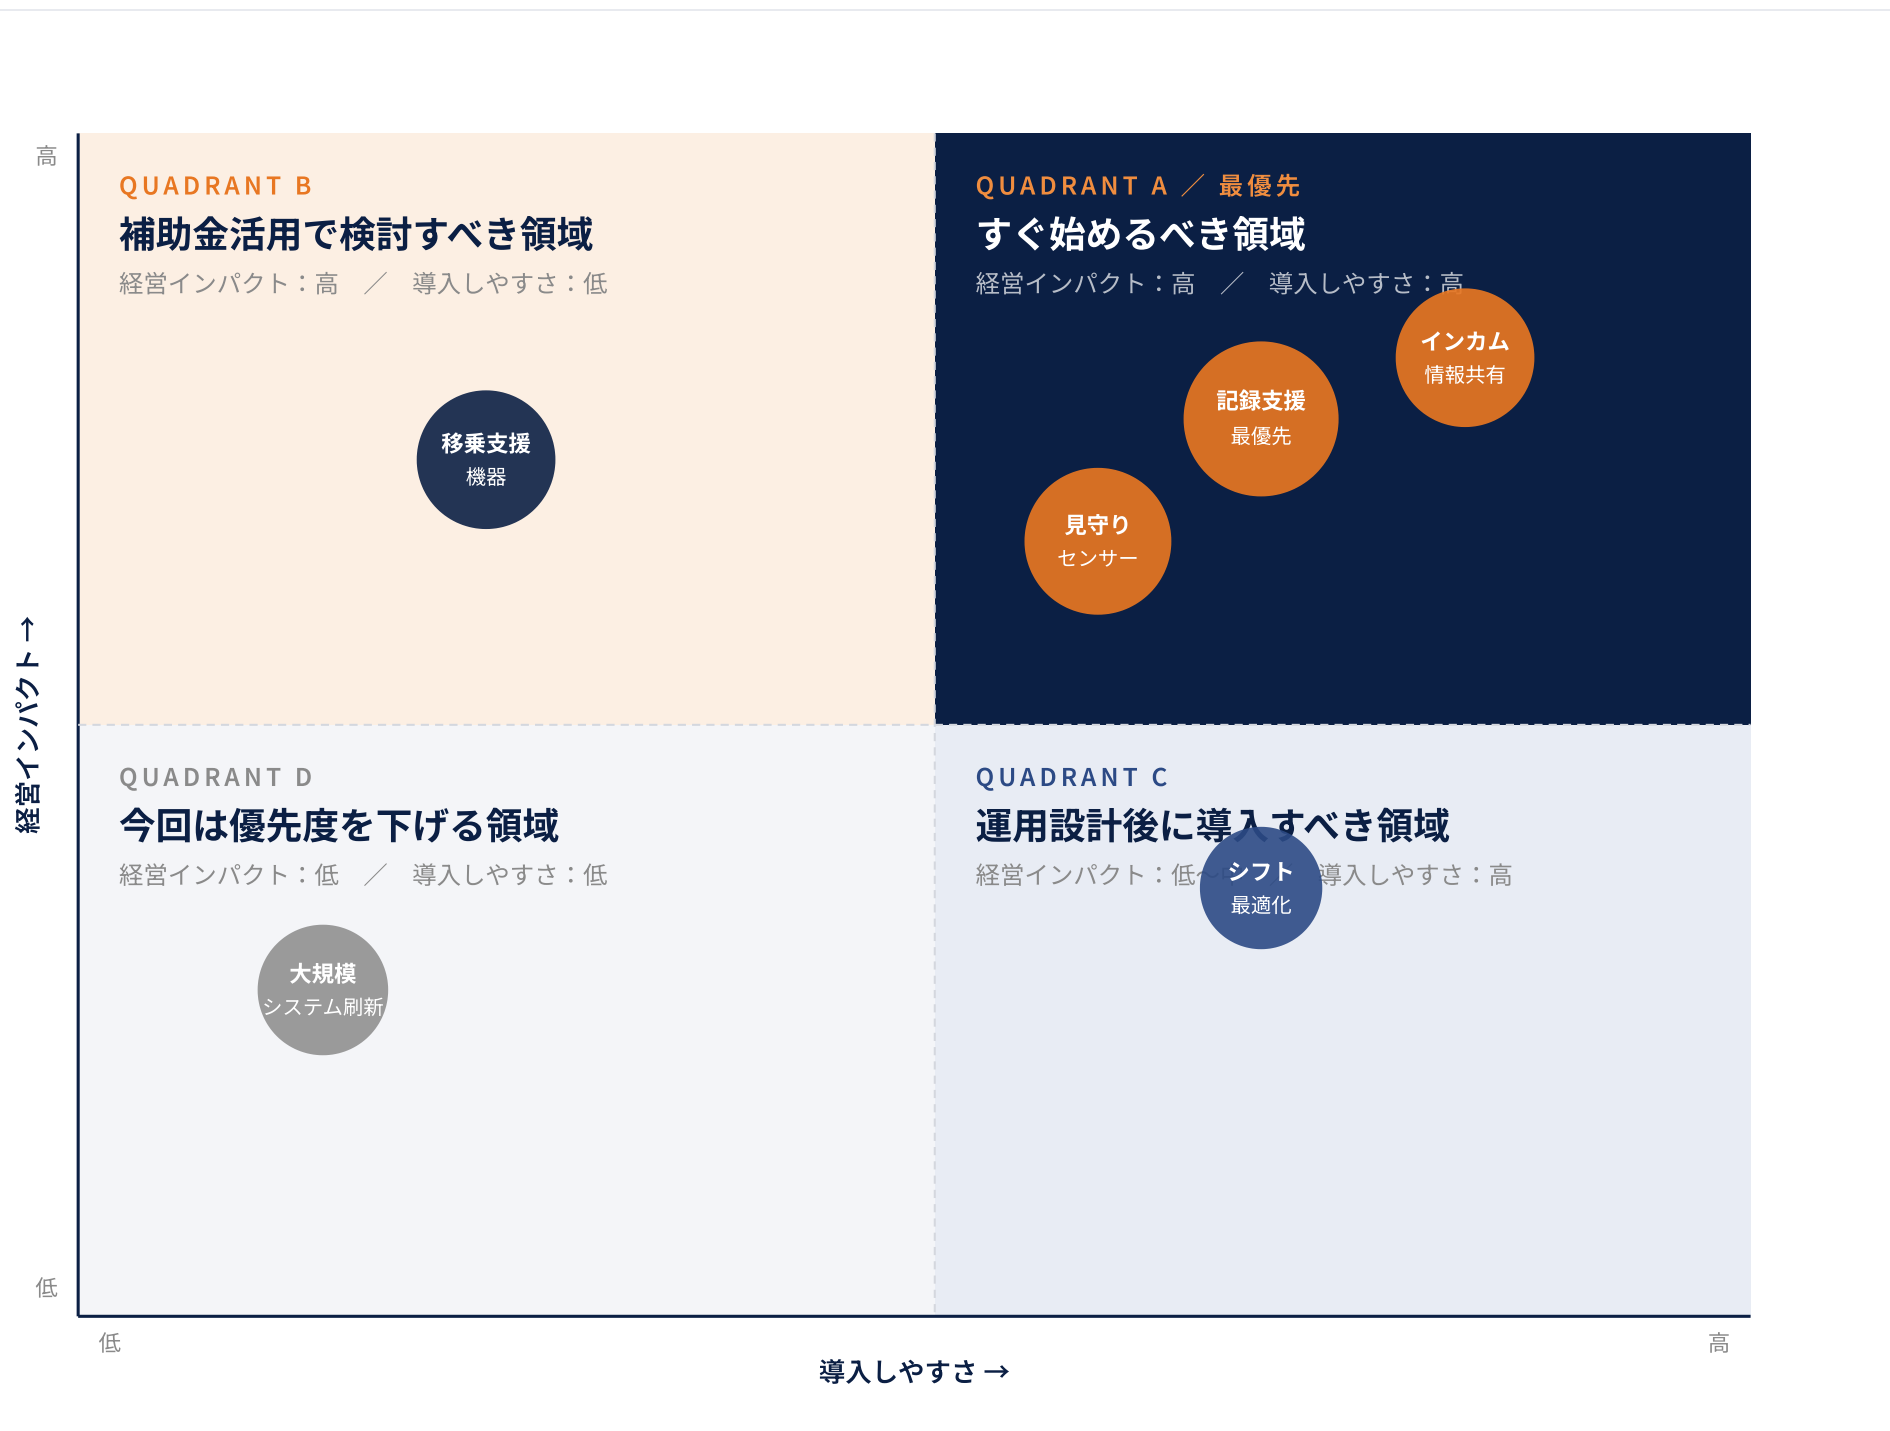 高
QUADRANT B
補助金活用で検討すべき領域
経営インパクト：高　／　導入しやすさ：低
移乗支援
機器
QUADRANT A ／ 最優先
すぐ始めるべき領域
経営インパクト：高　／　導入しやすさ：高
インカム
情報共有
記録支援
最優先
見守り
センサー
経営インパクト →
QUADRANT D
今回は優先度を下げる領域
経営インパクト：低　／　導入しやすさ：低
大規模
システム刷新
QUADRANT C
運用設計後に導入すべき領域
経営インパクト：低〜 導入しやすさ：高
シフト
最適化
低
低
高
導入しやすさ →